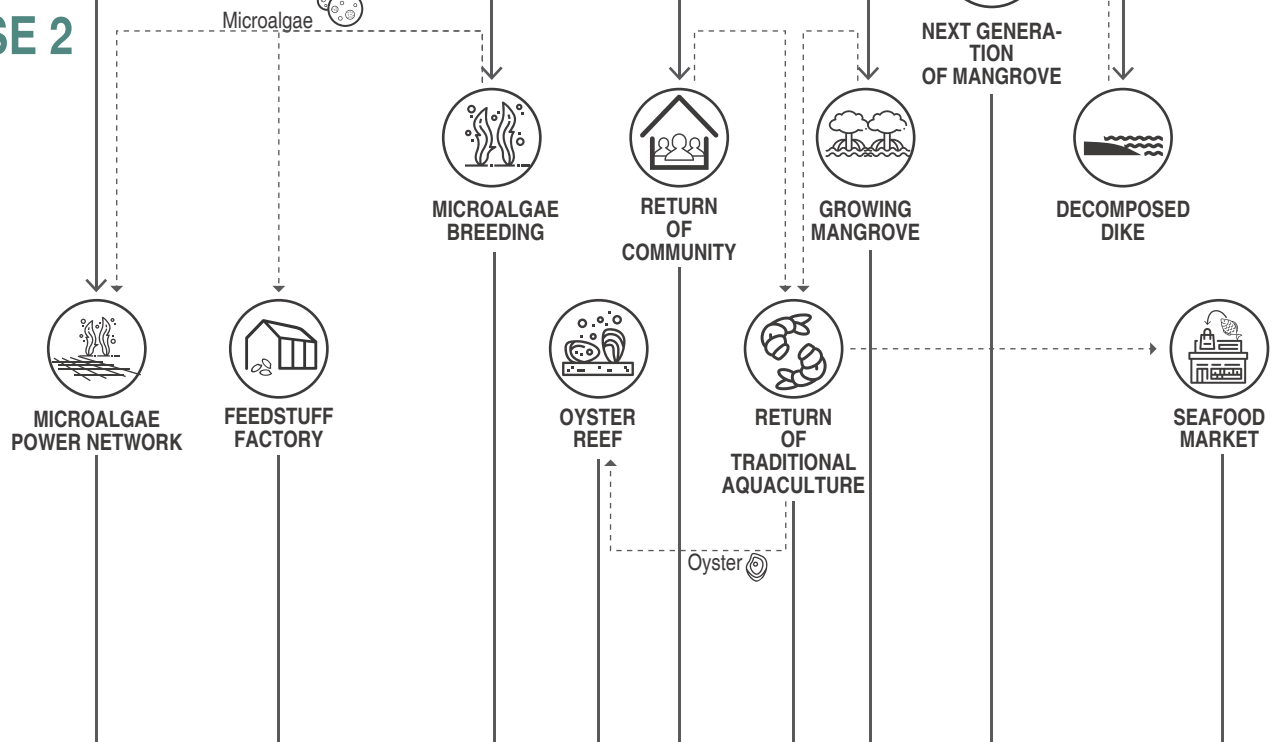 Microalgae
SE 2
NEXT GENERA-
TION
OF MANGROVE
MICROALGAE
BREEDING
RETURN
OF
COMMUNITY
GROWING
MANGROVE
DECOMPOSED
DIKE
MICROALGAE
POWER NETWORK
FEEDSTUFF
FACTORY
OYSTER
REEF
RETURN
OF
TRADITIONAL
AQUACULTURE
SEAFOOD
MARKET
Oyster